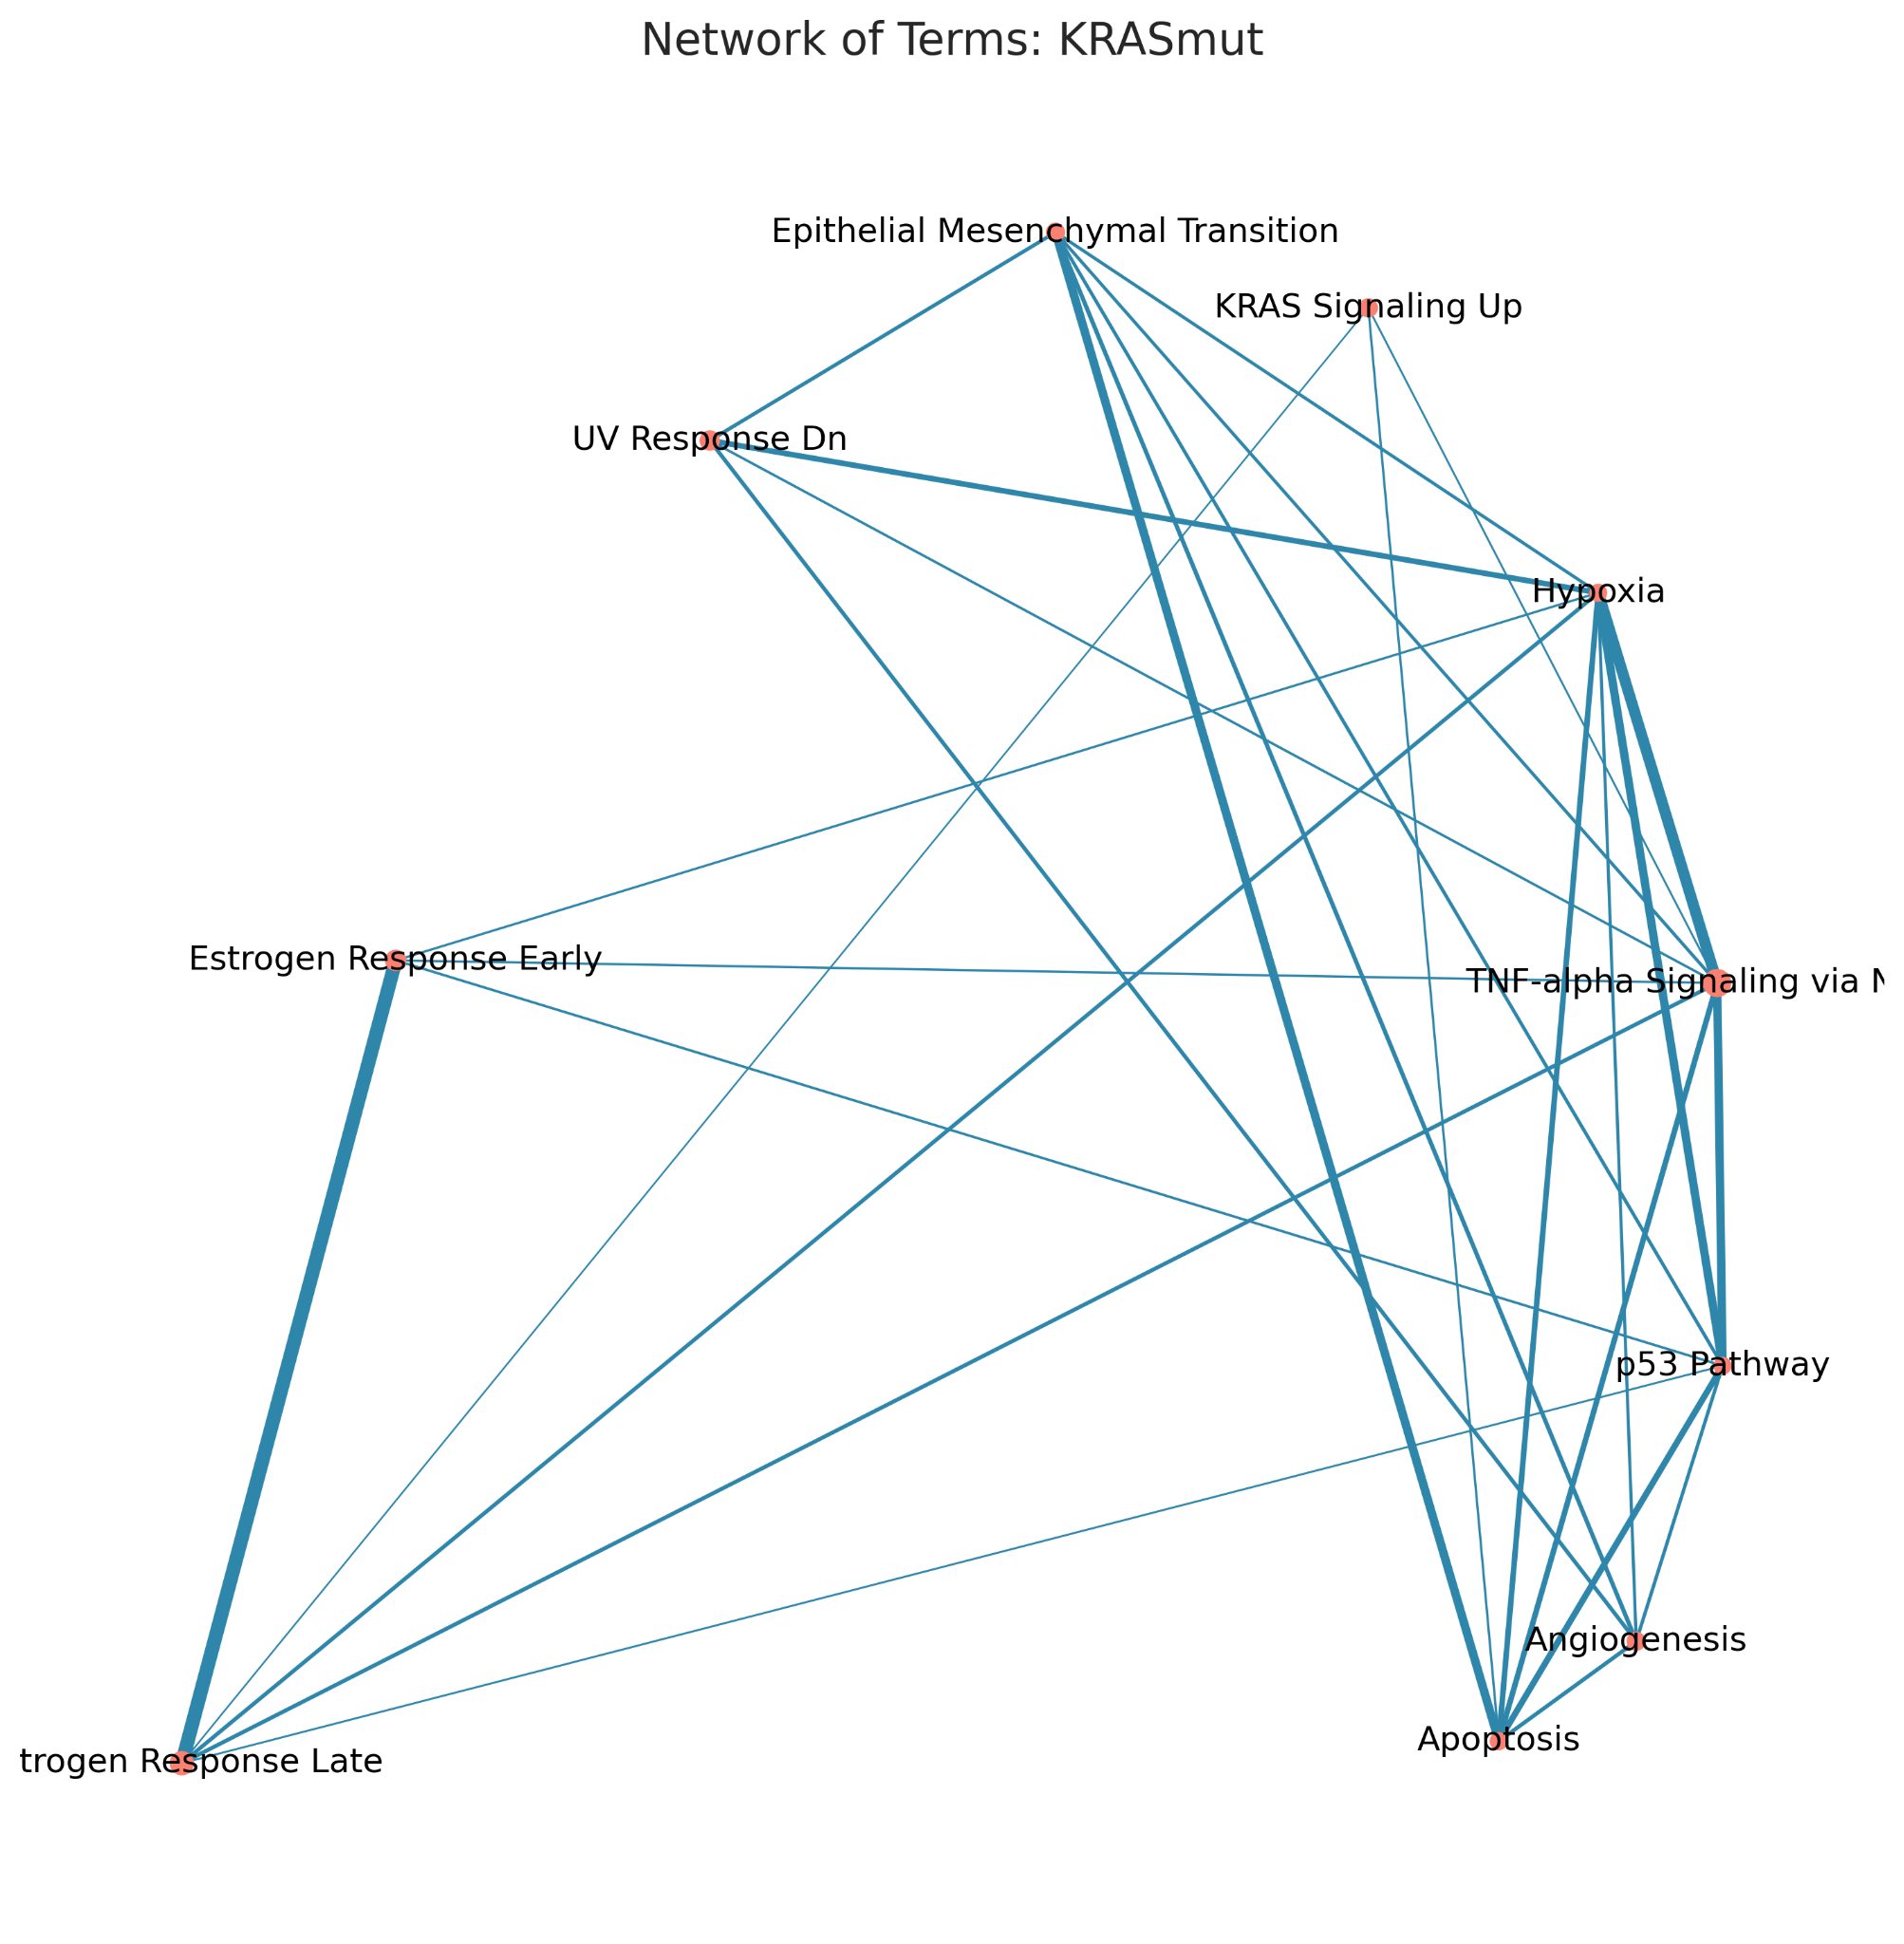 Network of Terms: KRASmut
Epithelial Mesenchymal Transition
KRAS Signaling Up
UV Response Dn
Hypoxia
Estrogen Response Early
TNF-alpha Signaling via N
p53 Pathway
Angiogenesis
Apoptosis
trogen Response Late